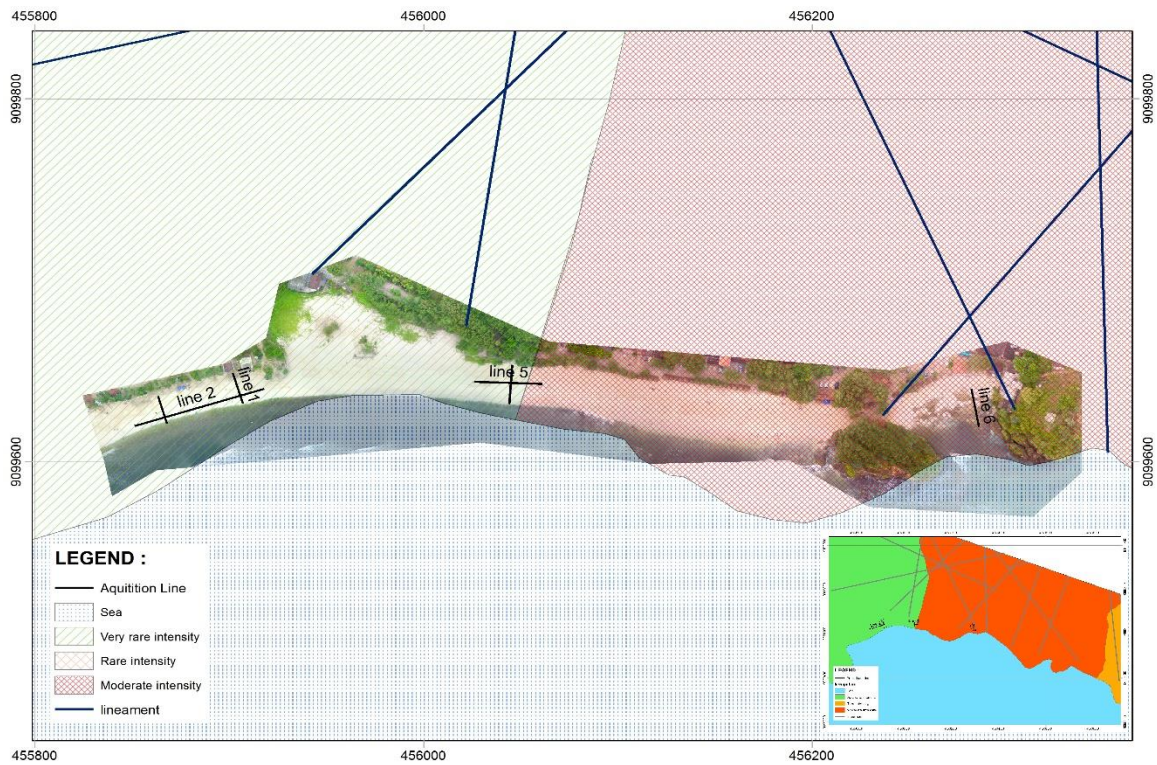 455800
456000
456200
9099800
9099800
line 5
line 1
line 2
line 6
9099600
9099600
LEGEND :
Aquitition Line
Sea
Very rare intensity
Rare intensity
Moderate intensity
lineament
LEGEND
455800
456000
456200